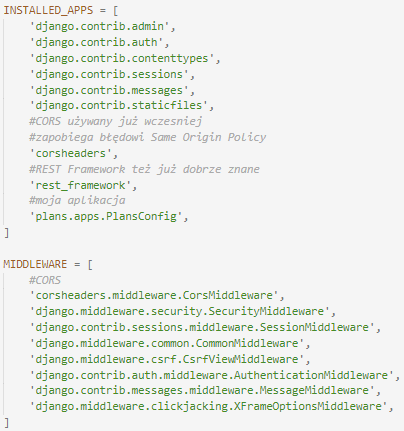 INSTALLED_APPS = [
'django.contrib.admin',
'django.contrib.auth',
'django.contrib.contenttypes',
'django.contrib.sessions',
'django.contrib.messages',
'django.contrib.staticfiles',
#CORS używany już wczesniej
#zapobiega błędowi Same Origin Policy
'corsheaders',
#REST Framework też już dobrze znane
'rest_framework',
#moja aplikacja
'plans.apps.PlansConfig',
]
MIDDLEWARE = [
#CORS
'corsheaders.middleware.CorsMiddleware',
'django.middleware.security.SecurityMiddleware',
'django.contrib.sessions.middleware.SessionMiddleware',
'django.middleware.common.CommonMiddleware',
'django.middleware.csrf.CsrfViewMiddleware',
'django.contrib.auth.middleware.AuthenticationMiddleware',
'django.contrib.messages.middleware.MessageMiddleware',
'django.middleware.clickjacking.XFrameOptionsMiddleware',
]